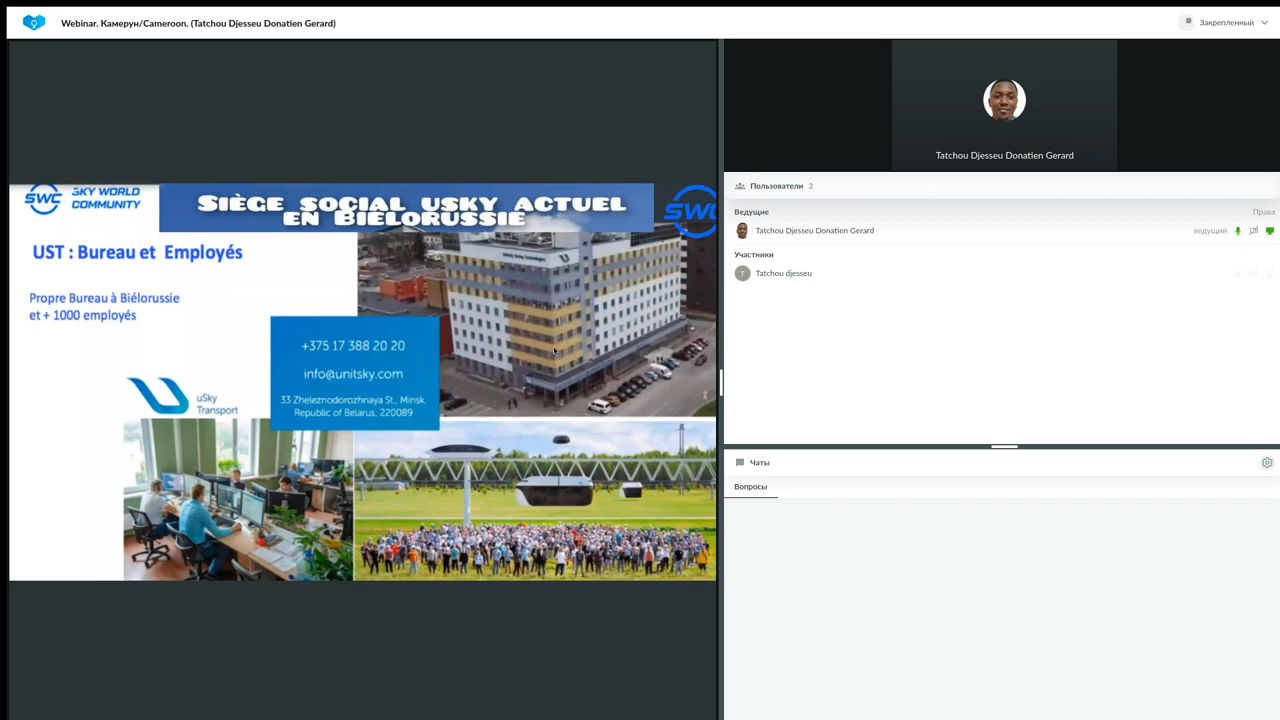 Webinar. Камерун/Cameroon. (Tatchou Djesseu Donatien Gerard)
Закрепленный
SWC SKY WORLD COMMUNITY
SIÈGE SOCIAL USKY ACTUEL
EN BIÉLORUSSIE
SWC
UST : Bureau et Employés
Propre Bureau à Biélorussie
et + 1000 employés
+375 17 388 20 20
info@unitsky.com
33 Zheleznodorozhnaya St., Minsk,
Republic of Belarus, 220089
uSky
Transport
Tatchou Djesseu Donatien Gerard
Пользователи 2
Ведущие Права
Tatchou Djesseu Donatien Gerard ведущий
Участники
T Tatchou djesseu
Чаты
Вопросы